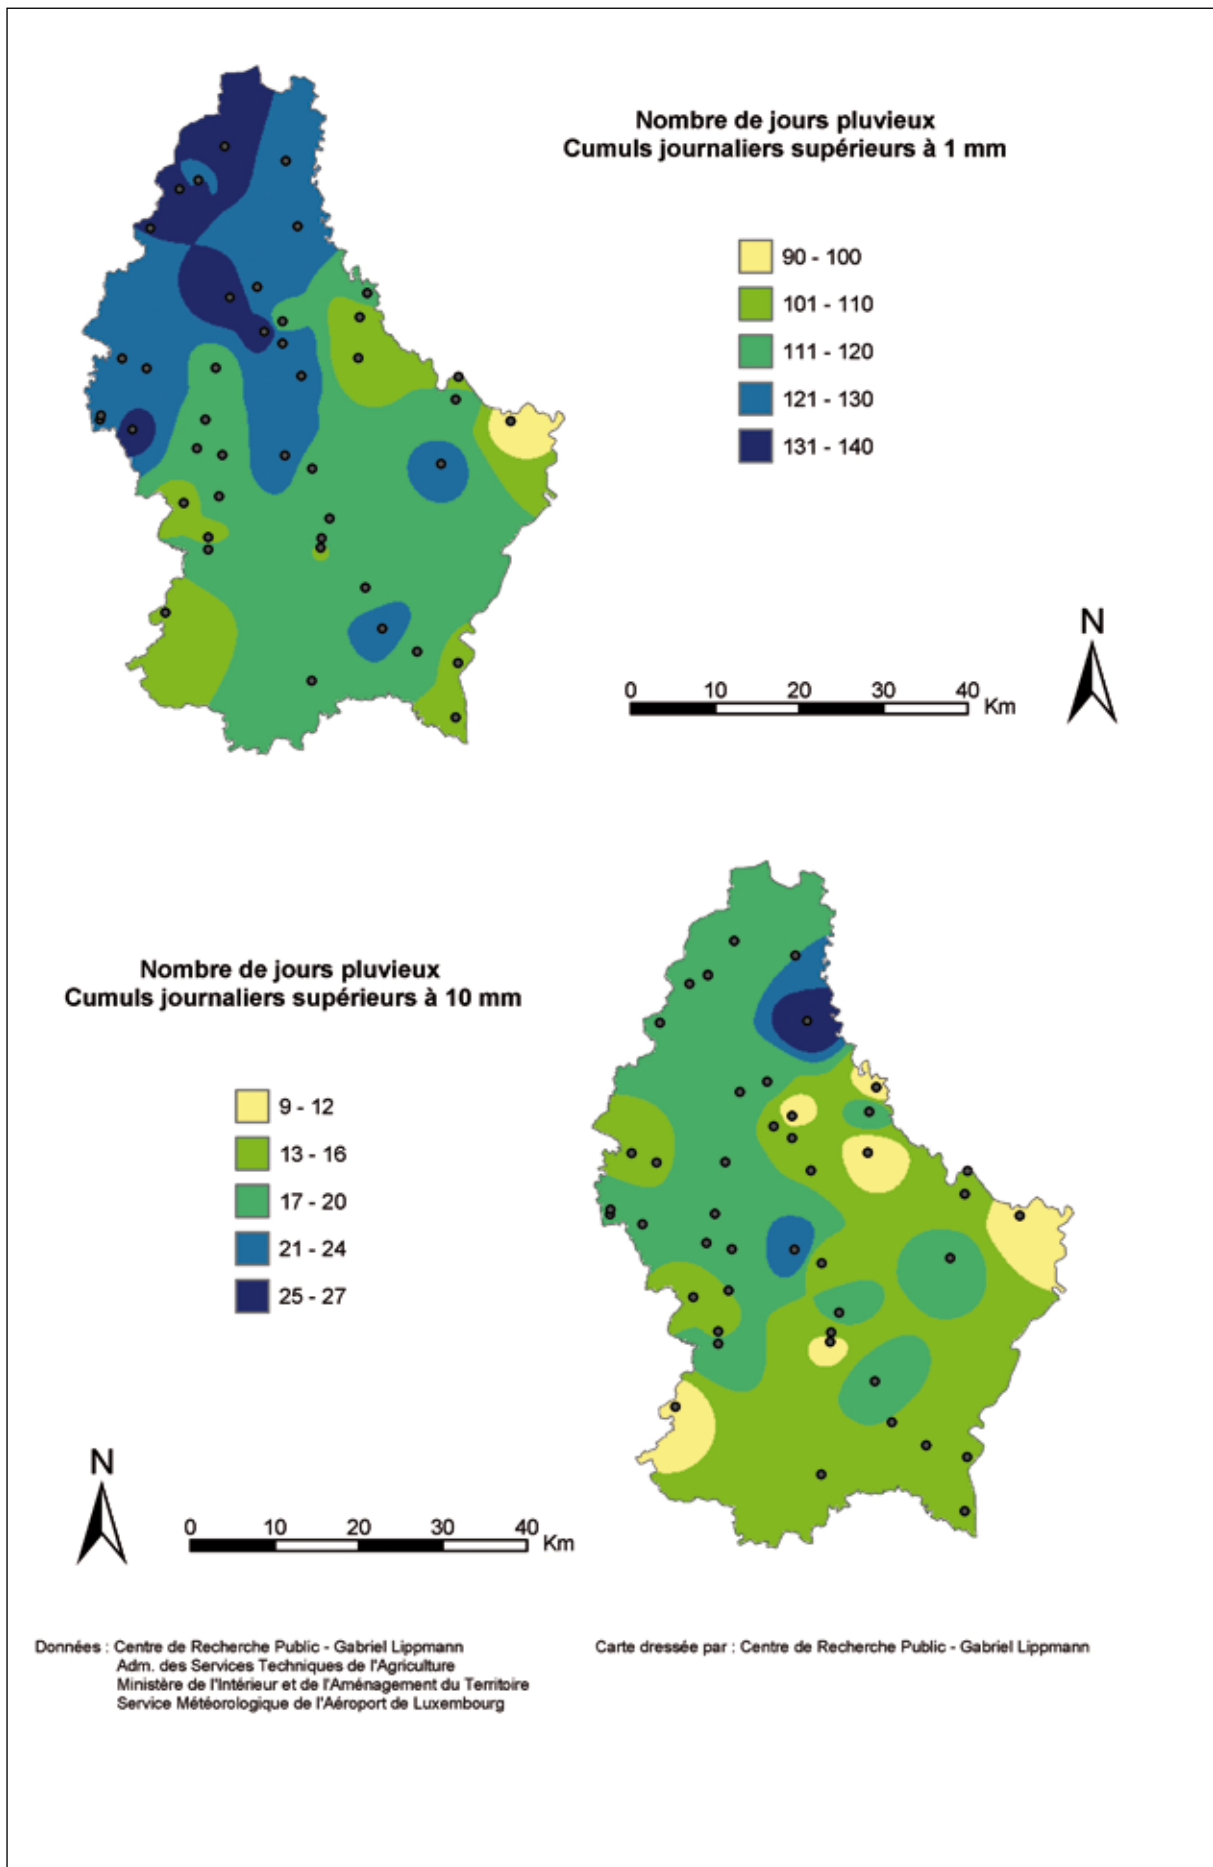 Nombre de jours pluvieux
Cumuls journaliers supérieurs à 1 mm
90 - 100
101 - 110
111 - 120
121 - 130
131 - 140
N
0 10 20 30 40
Km
Nombre de jours pluvieux
Cumuls journaliers supérieurs à 10 mm
9 - 12
13 - 16
17 - 20
21 - 24
25 - 27
N
0 10 20 30 40
Km
Données : Centre de Recherche Public - Gabriel Lippmann
Adm. des Services Techniques de l'Agriculture
Ministère de l'Intérieur et de l'Aménagement du Territoire
Service Météorologique de l'Aéroport de Luxembourg
Carte dressée par : Centre de Recherche Public - Gabriel Lippmann